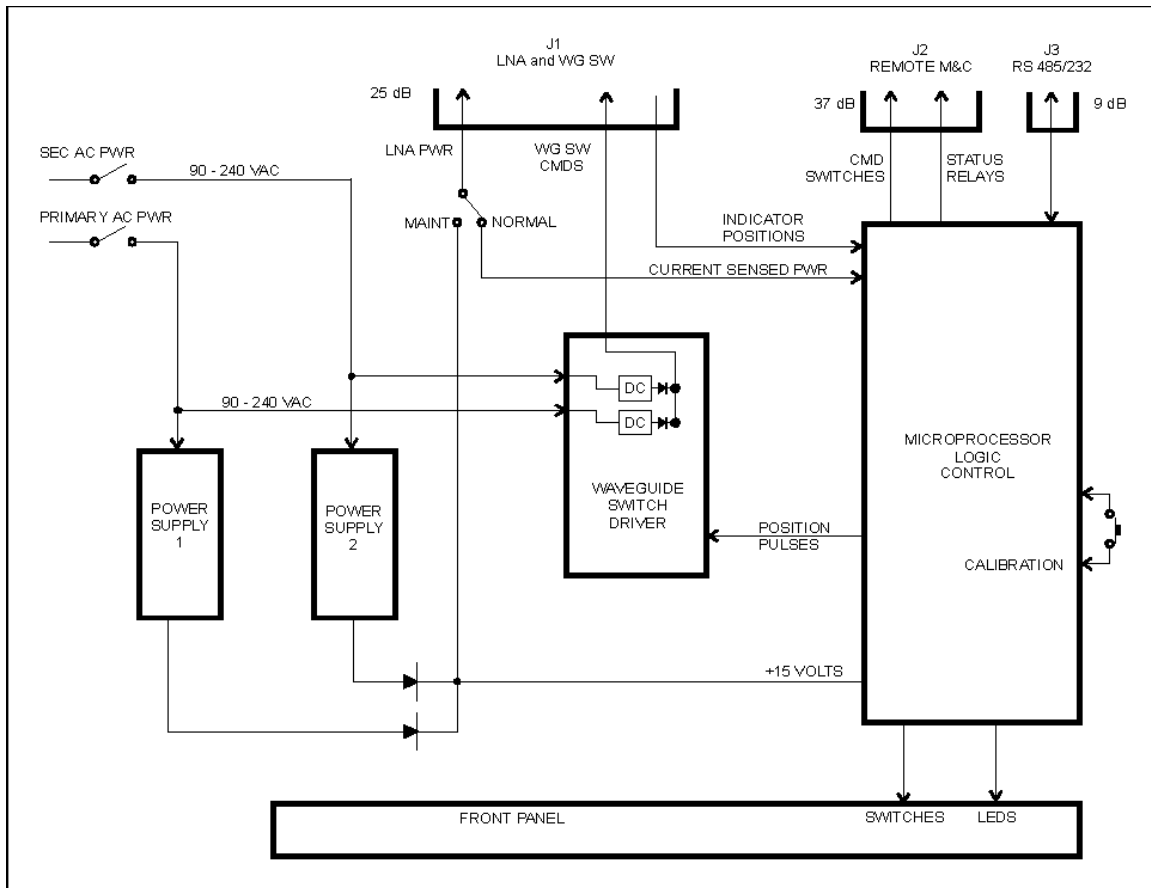 J1
LNA and WG SW
J2
REMOTE M&C
J3
RS 485/232
25 dB
37 dB
9 dB
LNA PWR
WG SW
CMDS
CMD
SWITCHES
STATUS
RELAYS
SEC AC PWR
90 - 240 VAC
PRIMARY AC PWR
MAINT
NORMAL
INDICATOR
POSITIONS
CURRENT SENSED PWR
DC
DC
90 - 240 VAC
MICROPROCESSOR
LOGIC
CONTROL
POWER
SUPPLY
1
POWER
SUPPLY
2
WAVEGUIDE
SWITCH
DRIVER
POSITION
PULSES
CALIBRATION
+15 VOLTS
FRONT PANEL
SWITCHES
LEDS